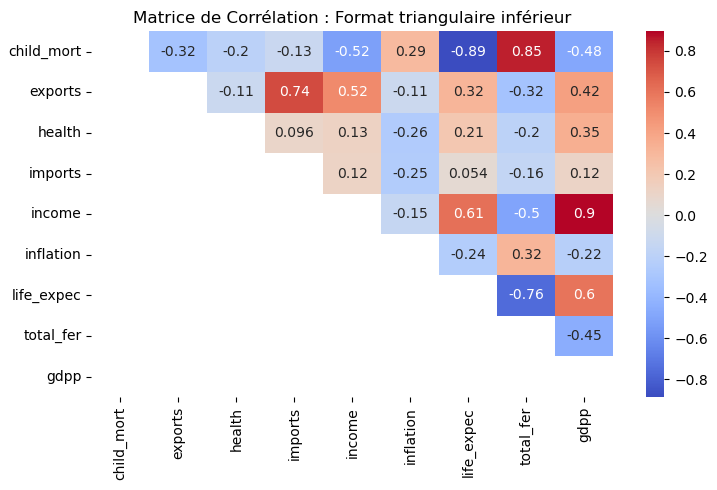 Matrice de Corrélation : Format triangulaire inférieur
child_mort -0.32 -0.2 -0.13 -0.52 0.29 -0.89 0.85 -0.48
exports -0.11 0.74 0.52 -0.11 0.32 -0.32 0.42
health 0.096 0.13 -0.26 0.21 -0.2 0.35
imports 0.12 -0.25 0.054 -0.16 0.12
income -0.15 0.61 -0.5 0.9
inflation -0.24 0.32 -0.22
life_expec -0.76 0.6
total_fer -0.45
gdpp
child_mort exports health imports income inflation life_expec total_fer gdpp
0.8
0.6
0.4
0.2
0.0
−0.2
−0.4
−0.6
−0.8